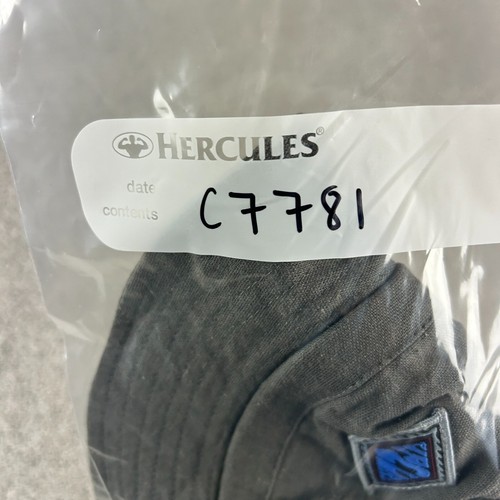 HERCULES®
date
contents
C7781